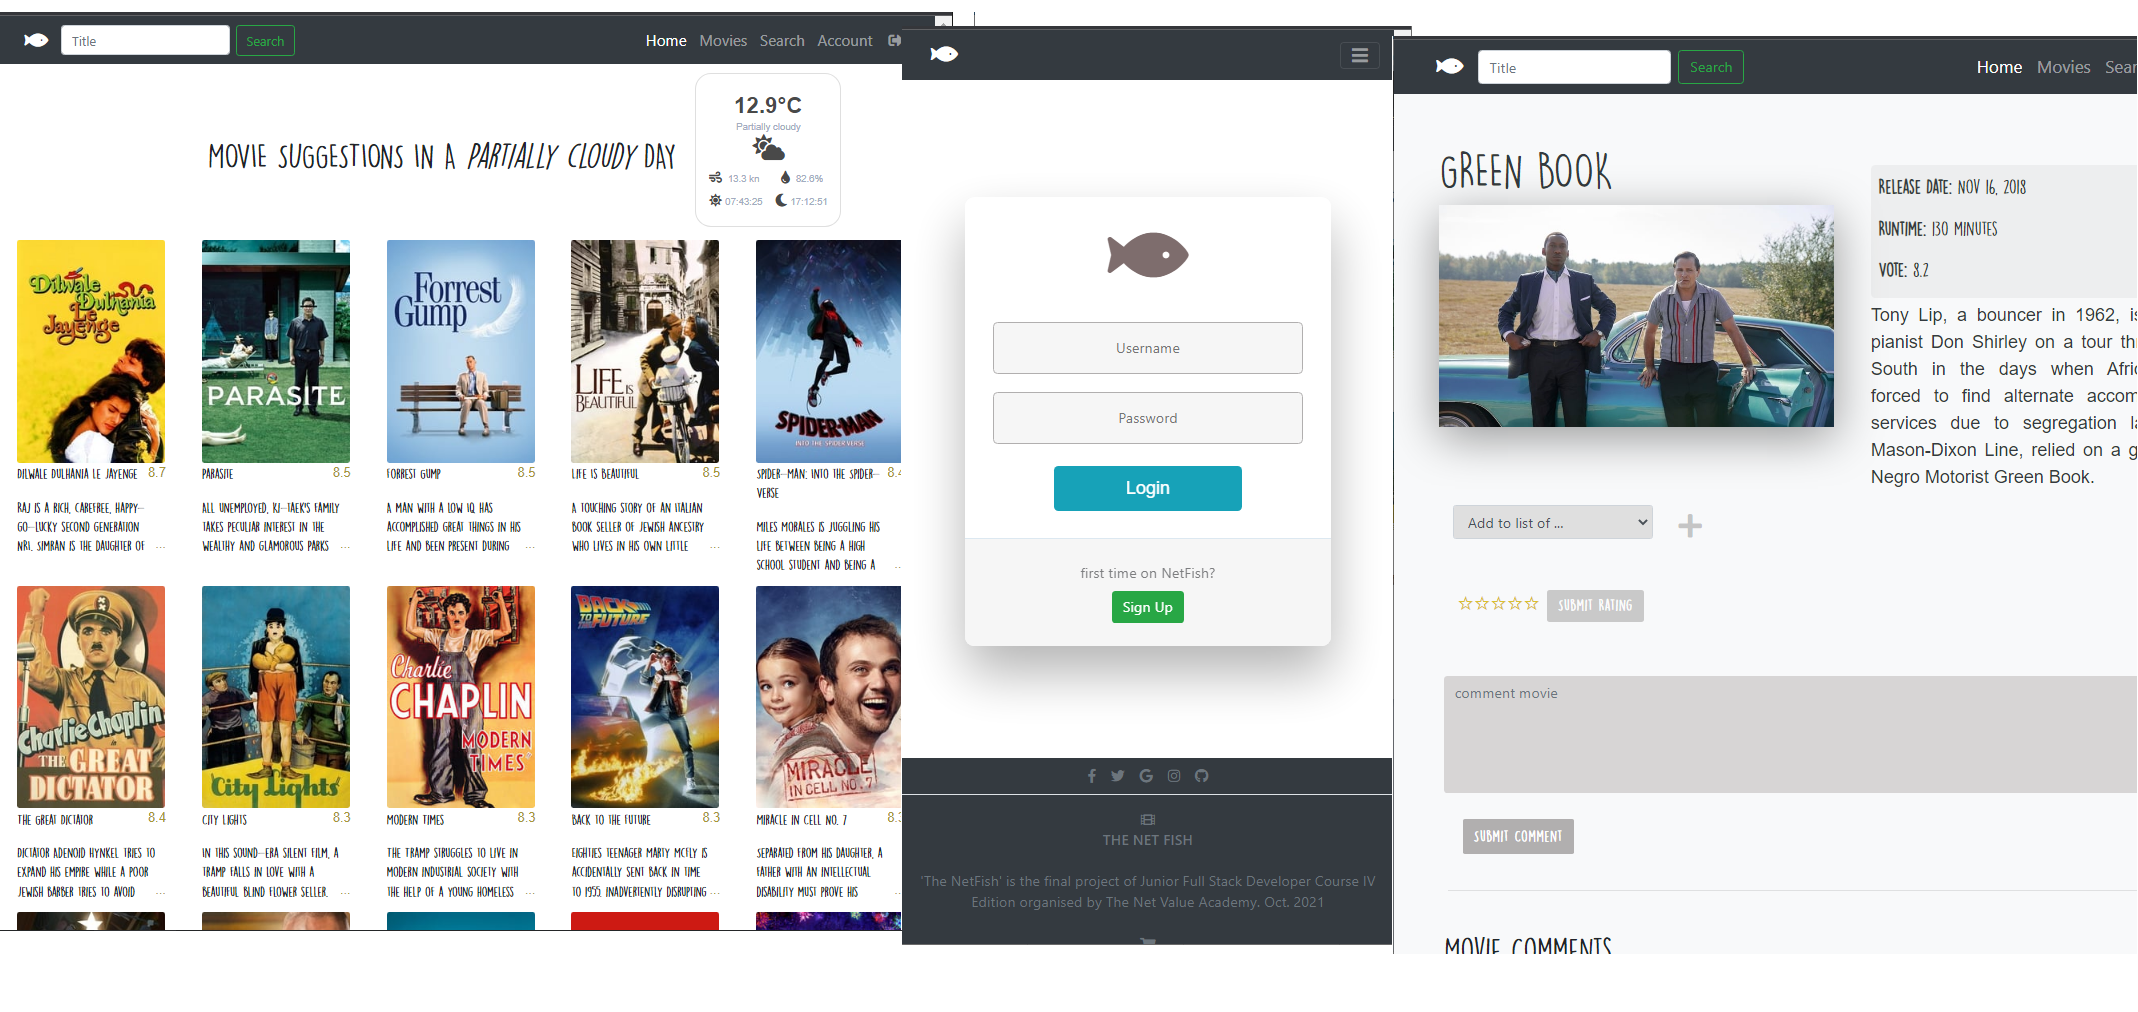 Title
Search
Home Movies Search Account
MOVIE SUGGESTIONS IN A PARTIALLY CLOUDY DAY
12.9°C
Partially cloudy
13.3 kn 82.6%
07:43:25 17:12:51
Dilwale Dulhania Le Jayenge
PARASITE
Forrest Gump
LIFE IS BEAUTIFUL
SPIDER-MAN
INTO THE SPIDER-VERSE
DILWALE DULHANIA LE JAYENGE 8.7
RAJ IS A RICH, CAREFREE, HAPPY-
GO-LUCKY SECOND GENERATION
NRI. SIMRAN IS THE DAUGHTER OF ...
PARASITE 8.5
ALL UNEMPLOYED, KI-TAEK'S FAMILY
TAKES PECULIAR INTEREST IN THE
WEALTHY AND GLAMOROUS PARKS ...
FORREST GUMP 8.5
A MAN WITH A LOW IQ HAS
ACCOMPLISHED GREAT THINGS IN HIS
LIFE AND BEEN PRESENT DURING ...
LIFE IS BEAUTIFUL 8.5
A TOUCHING STORY OF AN ITALIAN
BOOK SELLER OF JEWISH ANCESTRY
WHO LIVES IN HIS OWN LITTLE ...
SPIDER-MAN: INTO THE SPIDER- 8.4
VERSE
MILES MORALES IS JUGGLING HIS
LIFE BETWEEN BEING A HIGH
SCHOOL STUDENT AND BEING A ..
Charlie Chaplin
in
THE GREAT
DICTATOR
City Lights
Charlie
CHAPLIN
MODERN
TIMES
BACK
TO THE FUTURE
MIRACLE
IN CELL NO. 7
THE GREAT DICTATOR 8.4
DICTATOR ADENOID HYNKEL TRIES TO
EXPAND HIS EMPIRE WHILE A POOR
JEWISH BARBER TRIES TO AVOID ...
CITY LIGHTS 8.3
IN THIS SOUND-ERA SILENT FILM, A
TRAMP FALLS IN LOVE WITH A
BEAUTIFUL BLIND FLOWER SELLER.
MODERN TIMES 8.3
THE TRAMP STRUGGLES TO LIVE IN
MODERN INDUSTRIAL SOCIETY WITH
THE HELP OF A YOUNG HOMELESS ...
BACK TO THE FUTURE 8.3
EIGHTIES TEENAGER MARTY MCFLY IS
ACCIDENTALLY SENT BACK IN TIME
TO 1955, INADVERTENTLY DISRUPTING ...
MIRACLE IN CELL NO. 7 8.3
SEPARATED FROM HIS DAUGHTER, A
FATHER WITH AN INTELLECTUAL
DISABILITY MUST PROVE HIS
Username
Password
Login
first time on NetFish?
Sign Up
THE NET FISH
'The NetFish' is the final project of Junior Full Stack Developer Course IV
Edition organised by The Net Value Academy. Oct. 2021
Title
Search
Home Movies Sear
GREEN BOOK
RELEASE DATE: NOV 16, 2018
RUNTIME: 130 MINUTES
VOTE: 8.2
Tony Lip, a bouncer in 1962, is
pianist Don Shirley on a tour th
South in the days when Afric
forced to find alternate accom
services due to segregation la
Mason-Dixon Line, relied on a g
Negro Motorist Green Book.
Add to list of ...
SUBMIT RATING
comment movie
SUBMIT COMMENT
MOVIE COMMENTS